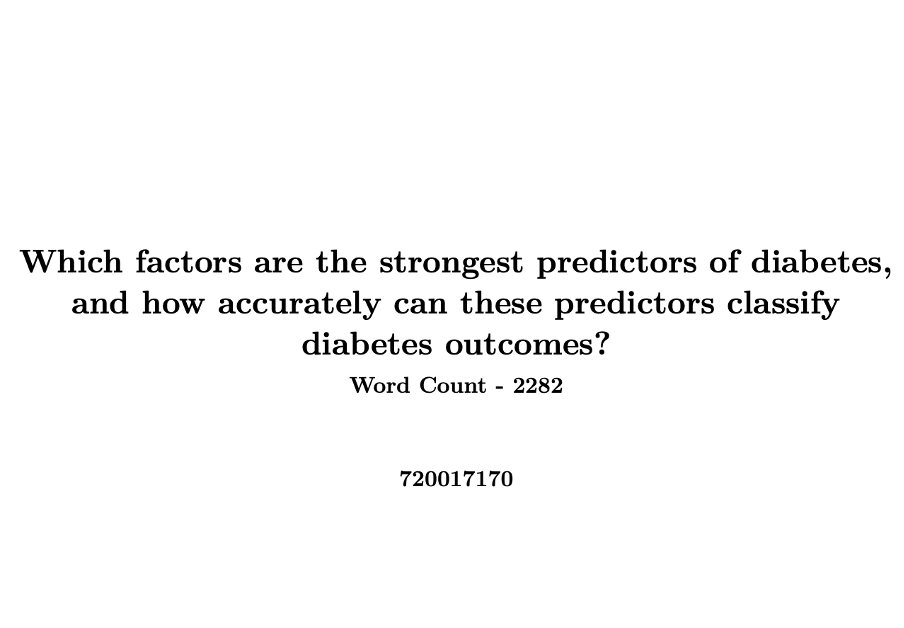 Which factors are the strongest predictors of diabetes,
and how accurately can these predictors classify
diabetes outcomes?
Word Count - 2282
720017170